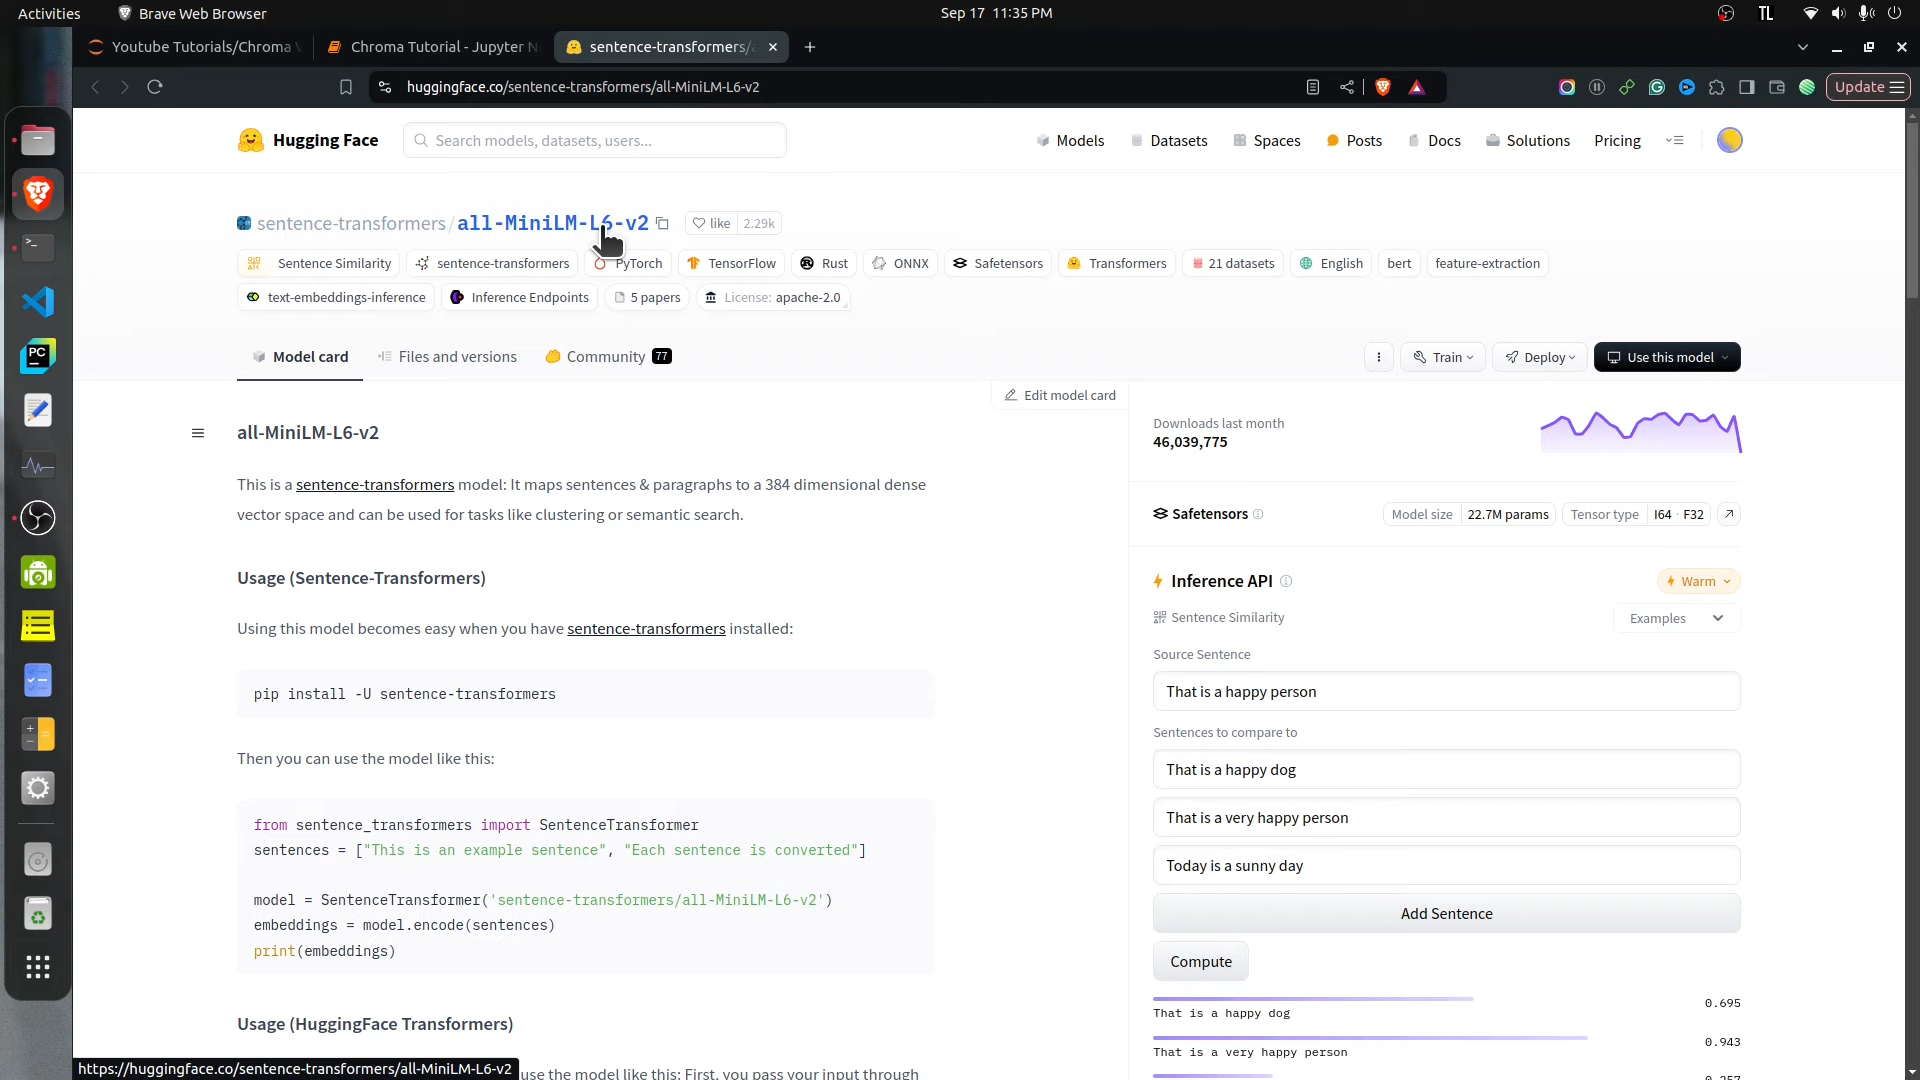 Activities
Brave Web Browser
Sep 17 11:35 PM
TL
Youtube Tutorials/Chroma
Chroma Tutorial - Jupyter N
sentence-transformers/
huggingface.co/sentence-transformers/all-MiniLM-L6-v2
Update
Hugging Face
Search models, datasets, users...
Models
Datasets
Spaces
Posts
Docs
Solutions
Pricing
sentence-transformers/all-MiniLM-L6-v2
like 2.29k
Sentence Similarity
sentence-transformers
PyTorch
TensorFlow
Rust
ONNX
Safetensors
Transformers
21 datasets
English
bert
feature-extraction
text-embeddings-inference
Inference Endpoints
5 papers
License: apache-2.0
Model card
Files and versions
Community 77
Train
Deploy
Use this model
Edit model card
all-MiniLM-L6-v2
This is a sentence-transformers model: It maps sentences & paragraphs to a 384 dimensional dense
vector space and can be used for tasks like clustering or semantic search.
Usage (Sentence-Transformers)
Using this model becomes easy when you have sentence-transformers installed:
pip install -U sentence-transformers
Then you can use the model like this:
from sentence_transformers import SentenceTransformer
sentences = ["This is an example sentence", "Each sentence is converted"]
model = SentenceTransformer('sentence-transformers/all-MiniLM-L6-v2')
embeddings = model.encode(sentences)
print(embeddings)
Usage (HuggingFace Transformers)
use the model like this: First, you pass your input through
https://huggingface.co/sentence-transformers/all-MiniLM-L6-v2
Downloads last month
46,039,775
Safetensors
Model size 22.7M params
Tensor type I64 · F32
Inference API
Warm
Sentence Similarity
Examples
Source Sentence
That is a happy person
Sentences to compare to
That is a happy dog
That is a very happy person
Today is a sunny day
Add Sentence
Compute
0.695
That is a happy dog
0.943
That is a very happy person
0.257
PC